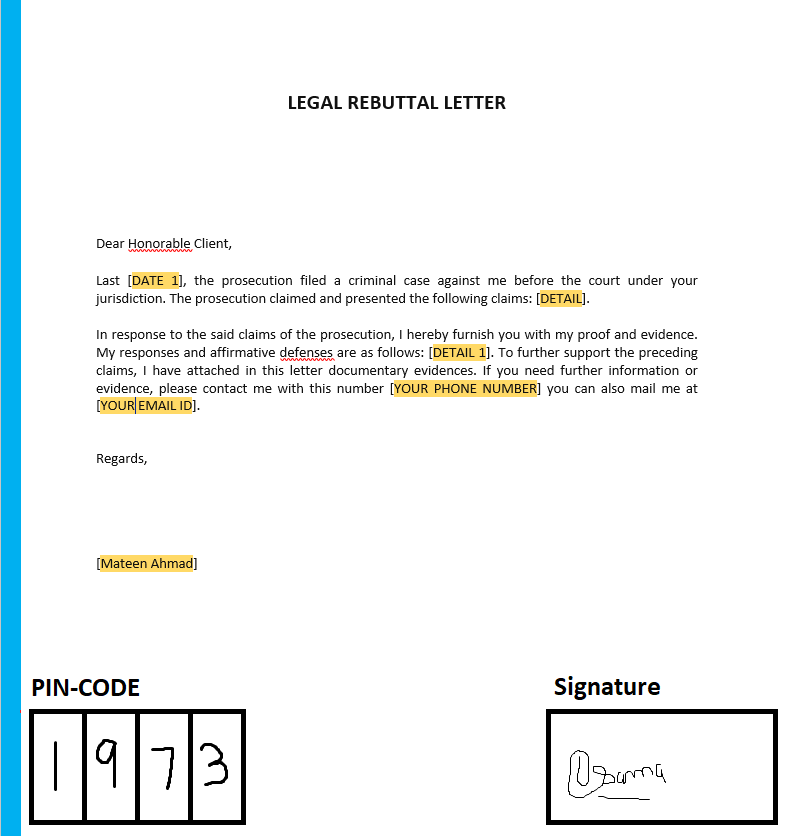 LEGAL REBUTTAL LETTER
Dear Honorable Client,
Last [DATE 1], the prosecution filed a criminal case against me before the court under your
jurisdiction. The prosecution claimed and presented the following claims: [DETAIL].
In response to the said claims of the prosecution, I hereby furnish you with my proof and evidence.
My responses and affirmative defenses are as follows: [DETAIL 1]. To further support the preceding
claims, I have attached in this letter documentary evidences. If you need further information or
evidence, please contact me with this number [YOUR PHONE NUMBER] you can also mail me at
[YOUR EMAIL ID].
Regards,
[Mateen Ahmad]
PIN-CODE
Signature
1 9 7 3
Osama